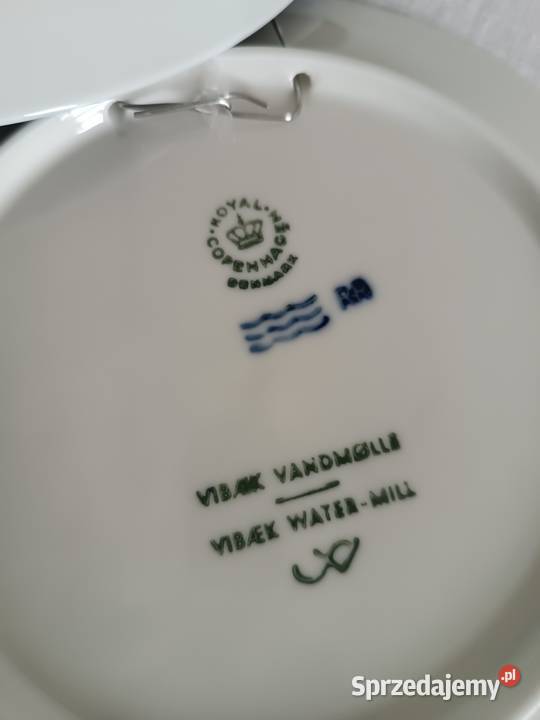 ROYAL
COPENHAGEN
DENMARK
VIBÆK VANDMØLLE
VIBÆK WATER-MILL
Sprzedajemy.pl